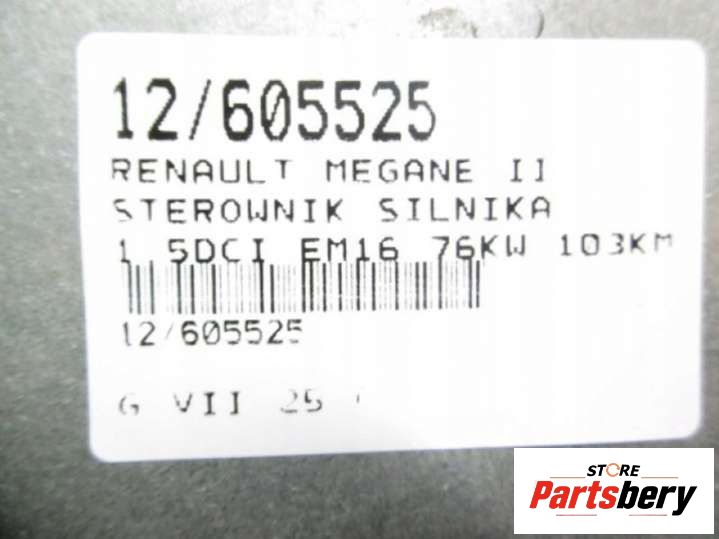 12/605525
RENAULT MEGANE II
STEROWNIK SILNIKA
1.5DCI EM16 76KW 103KM
12/605525
G VII 25
STORE
Partsbery